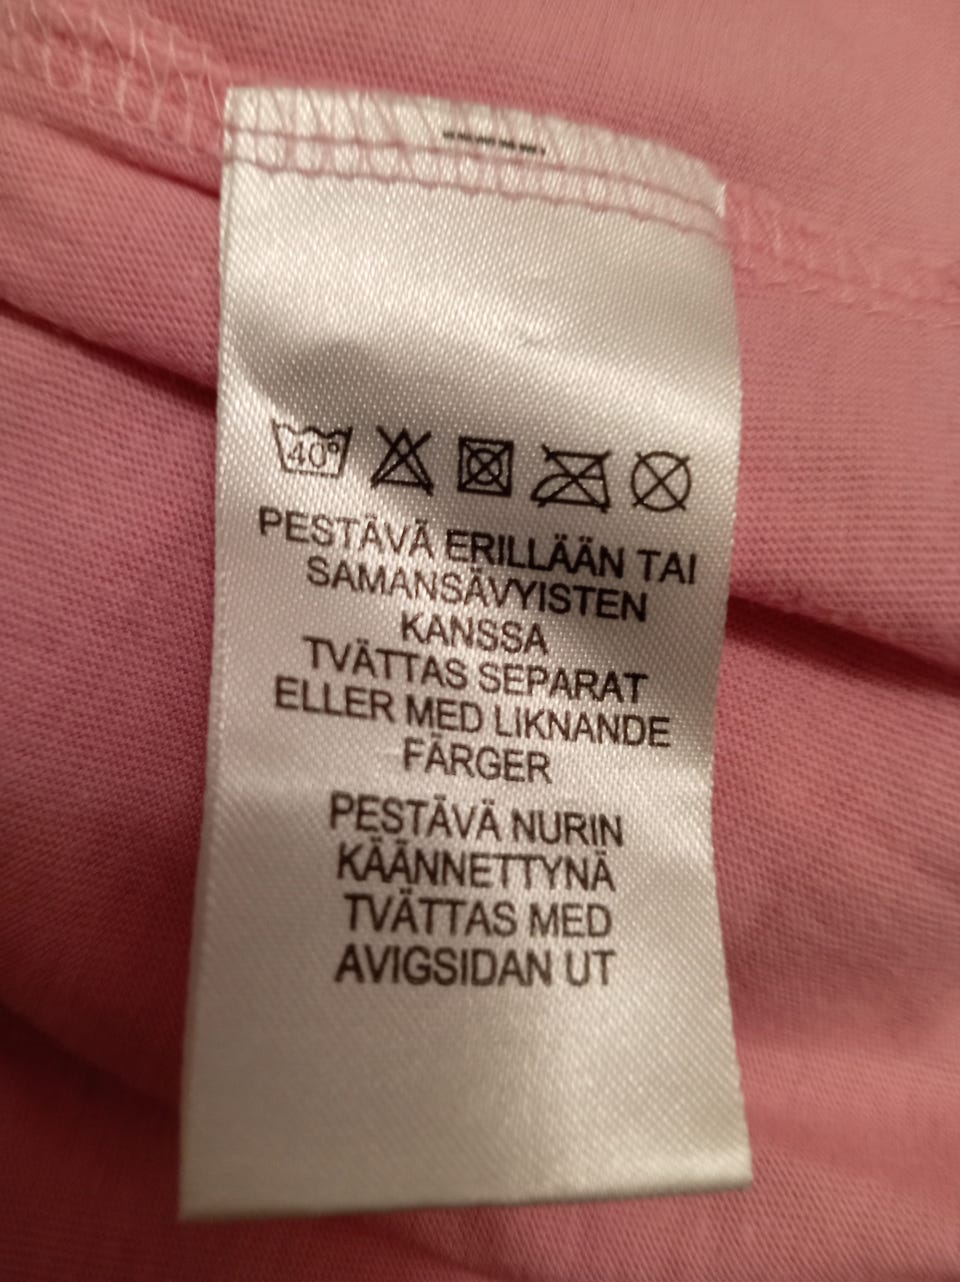 40°
PESTÄVÄ ERILLÄÄN TAI
SAMANSÄVYISTEN
KANSSA
TVÄTTAS SEPARAT
ELLER MED LIKNANDE
FÄRGER
PESTÄVÄ NURIN
KÄÄNNETTYNÄ
TVÄTTAS MED
AVIGSIDAN UT